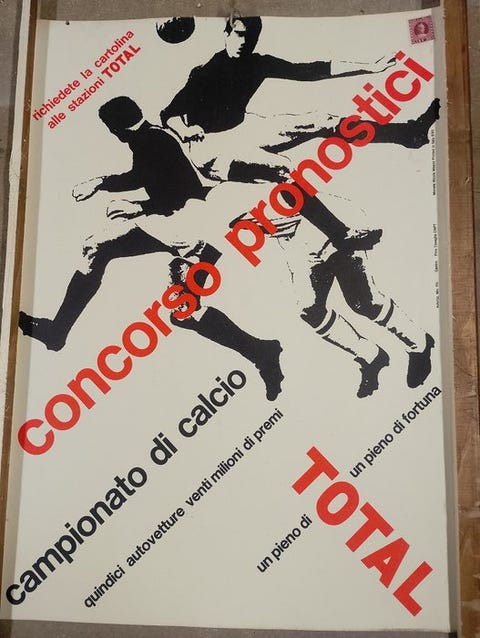 richiedete la cartolina
alle stazioni TOTAL
concorso pronostici
campionato di calcio
quindici autovetture venti milioni di premi
un pieno di
TOTAL
un pieno di fortuna